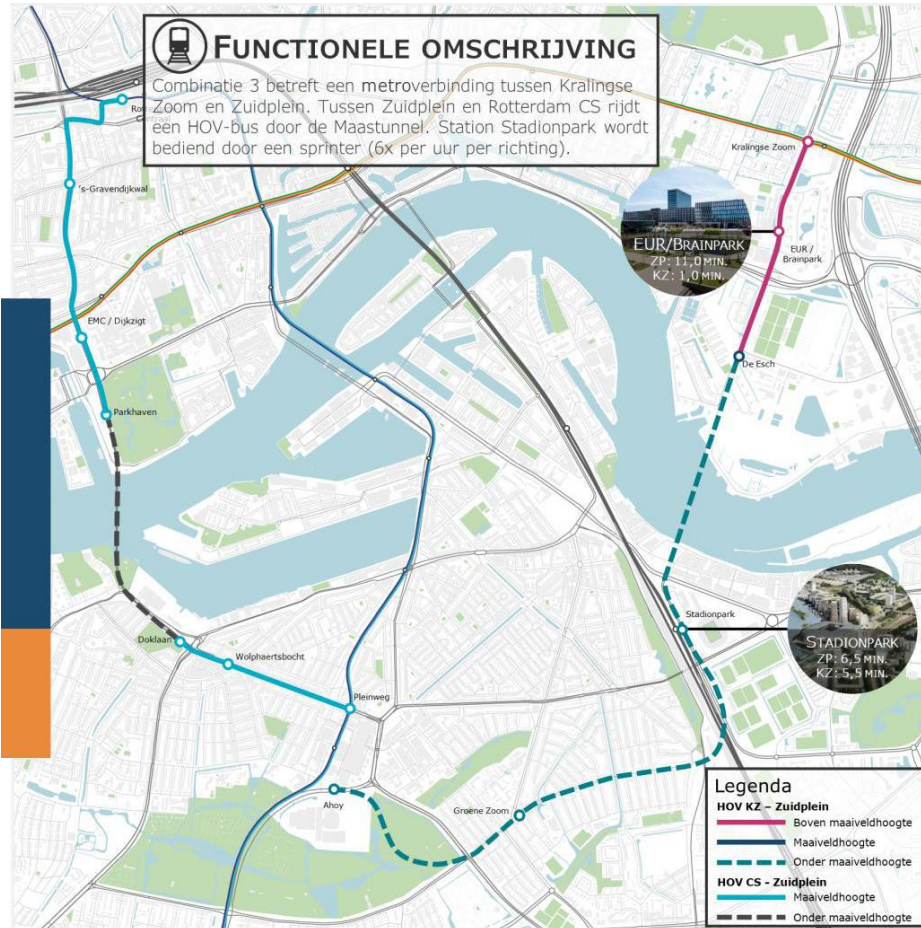 FUNCTIONELE OMSCHRIJVING
Combinatie 3 betreft een metroverbinding tussen Kralingse
Zoom en Zuidplein. Tussen Zuidplein en Rotterdam CS rijdt
een HOV-bus door de Maastunnel. Station Stadionpark wordt
bediend door een sprinter (6x per uur per richting).
Kralingse Zoom
's-Gravendijkwal
EUR/BRAINPARK
ZP: 11,0 MIN.
KZ: 1,0 MIN.
EUR /
Brainpark
EMC / Dijkzigt
De Esch
Parkhaven
Stadionpark
STADIONPARK
ZP: 6,5 MIN.
KZ: 5,5 MIN.
Doklaan
Wolphaertsbocht
Pleinweg
Ahoy
Groene Zoom
Legenda
HOV KZ – Zuidplein
Boven maaiveldhoogte
Maaiveldhoogte
Onder maaiveldhoogte
HOV CS - Zuidplein
Maaiveldhoogte
Onder maaiveldhoogte